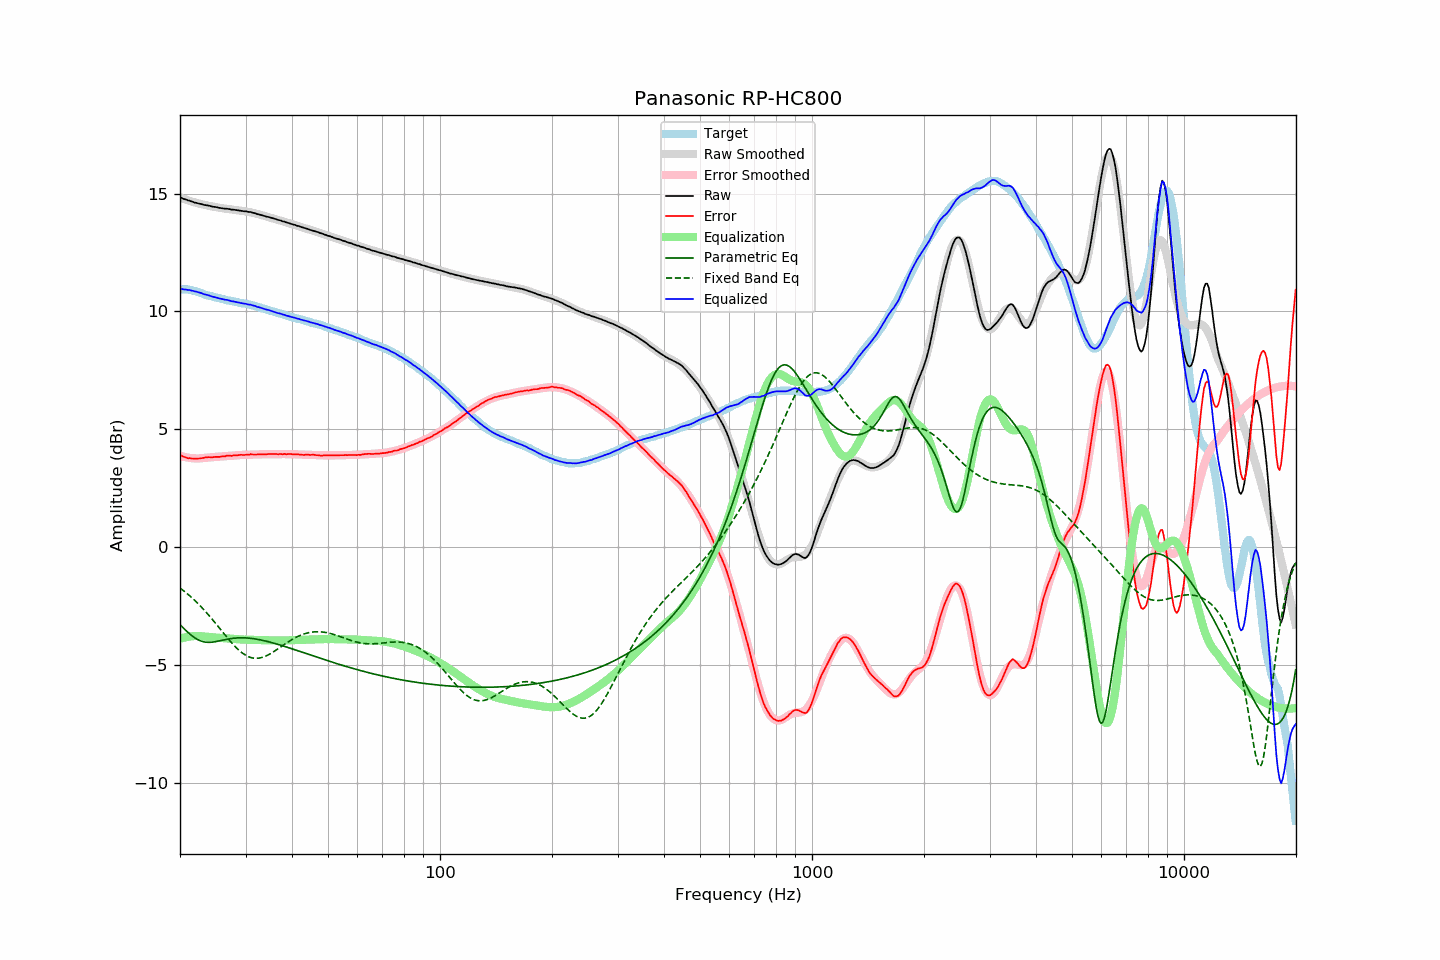 Panasonic RP-HC800
Target
Raw Smoothed
Error Smoothed
Raw
Error
Equalization
Parametric Eq
Fixed Band Eq
Equalized
15
10
5
0
−5
−10
Amplitude (dBr)
100
1000
10000
Frequency (Hz)